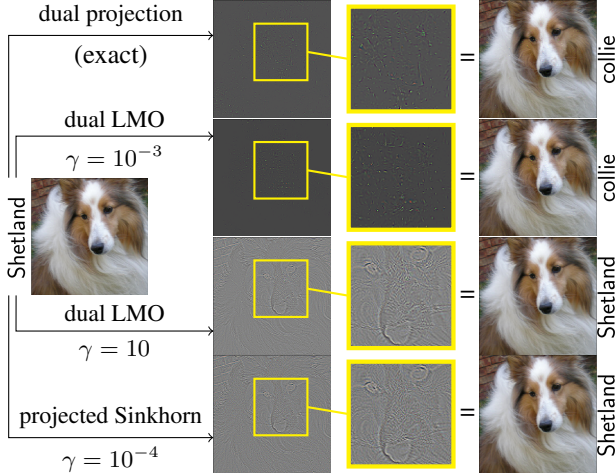 dual projection
(exact)
=
collie
dual LMO
γ = 10⁻³
=
collie
Shetland
dual LMO
γ = 10
=
Shetland
projected Sinkhorn
γ = 10⁻⁴
=
Shetland